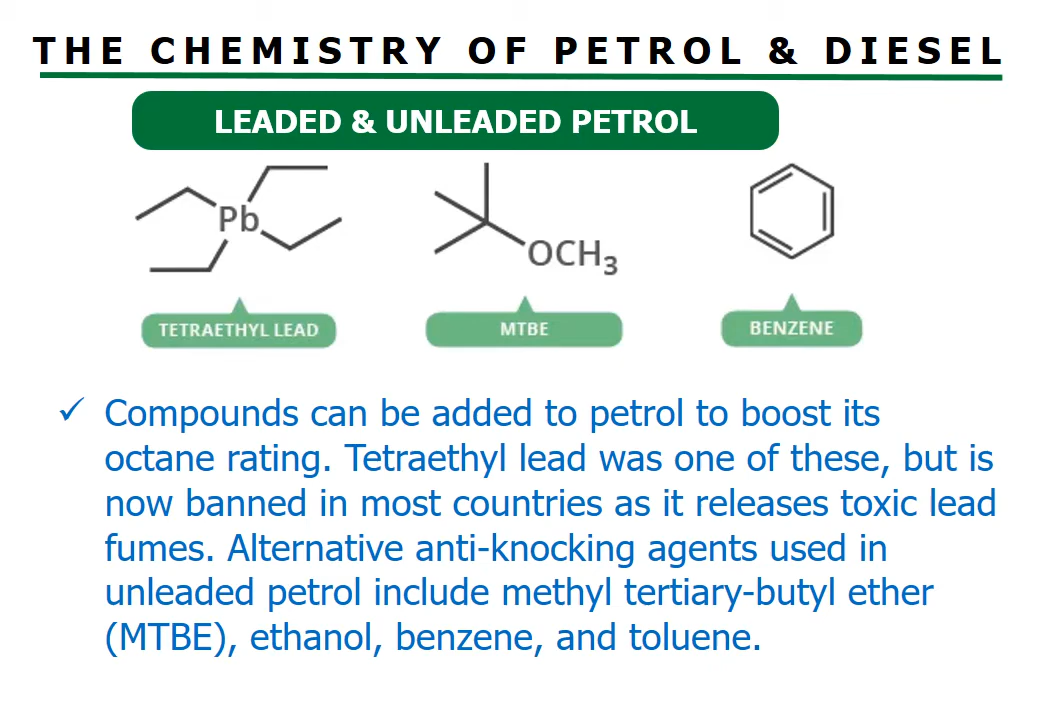 THE CHEMISTRY OF PETROL & DIESEL
LEADED & UNLEADED PETROL
Pb
OCH₃
TETRAETHYL LEAD
MTBE
BENZENE
✓ Compounds can be added to petrol to boost its
octane rating. Tetraethyl lead was one of these, but is
now banned in most countries as it releases toxic lead
fumes. Alternative anti-knocking agents used in
unleaded petrol include methyl tertiary-butyl ether
(MTBE), ethanol, benzene, and toluene.